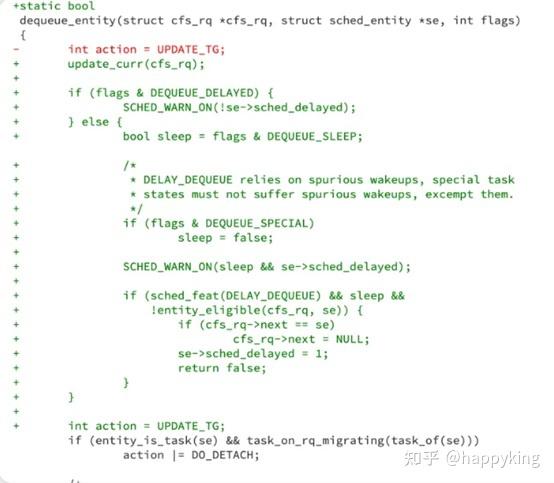 +static bool
 dequeue_entity(struct cfs_rq *cfs_rq, struct sched_entity *se, int flags)
 {
-       int action = UPDATE_TG;
+       update_curr(cfs_rq);
+
+       if (flags & DEQUEUE_DELAYED) {
+               SCHED_WARN_ON(!se->sched_delayed);
+       } else {
+               bool sleep = flags & DEQUEUE_SLEEP;

+               /*
+                * DELAY_DEQUEUE relies on spurious wakeups, special task
+                * states must not suffer spurious wakeups, excempt them.
+                */
+               if (flags & DEQUEUE_SPECIAL)
+                       sleep = false;
+
+               SCHED_WARN_ON(sleep && se->sched_delayed);
+
+               if (sched_feat(DELAY_DEQUEUE) && sleep &&
+                   !entity_eligible(cfs_rq, se)) {
+                       if (cfs_rq->next == se)
+                               cfs_rq->next = NULL;
+                       se->sched_delayed = 1;
+                       return false;
+               }
+       }
+
+       int action = UPDATE_TG;
        if (entity_is_task(se) && task_on_rq_migrating(task_of(se)))
                action |= DO_DETACH;
知乎 @happyking